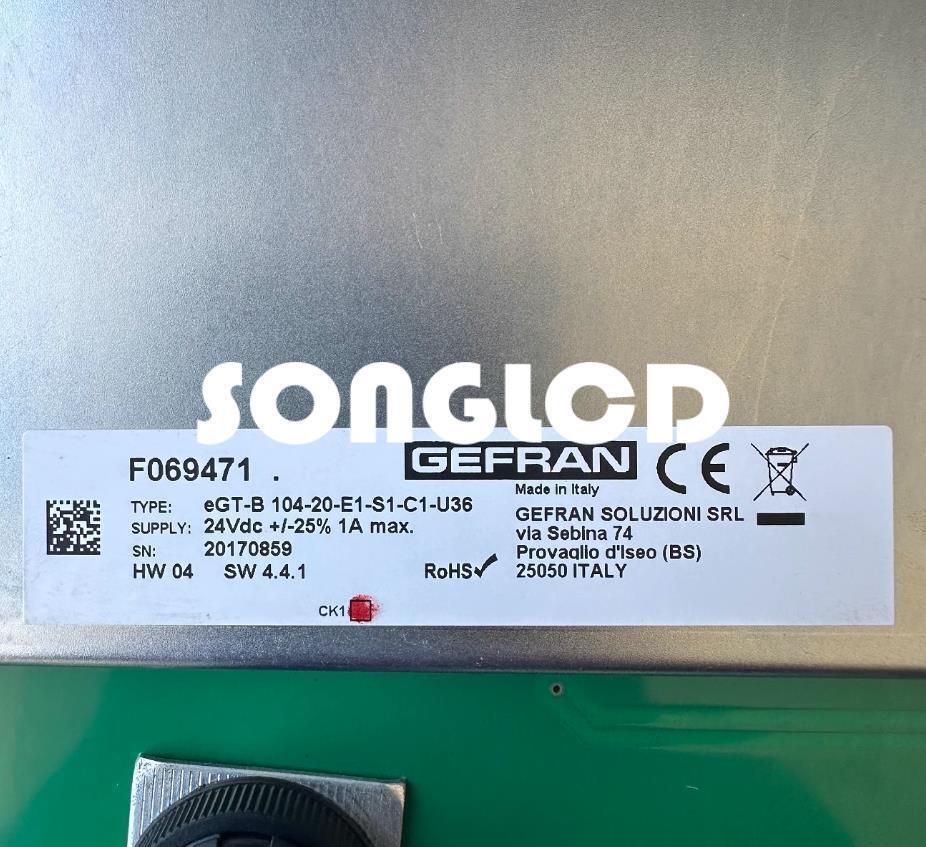 SONGLCD
F069471 .
GEFRAN
CE
Made in Italy
TYPE: eGT-B 104-20-E1-S1-C1-U36
SUPPLY: 24Vdc +/-25% 1A max.
SN: 20170859
HW 04 SW 4.4.1
RoHS✓
GEFRAN SOLUZIONI SRL
via Sebina 74
Provaglio d'Iseo (BS)
25050 ITALY
CK1